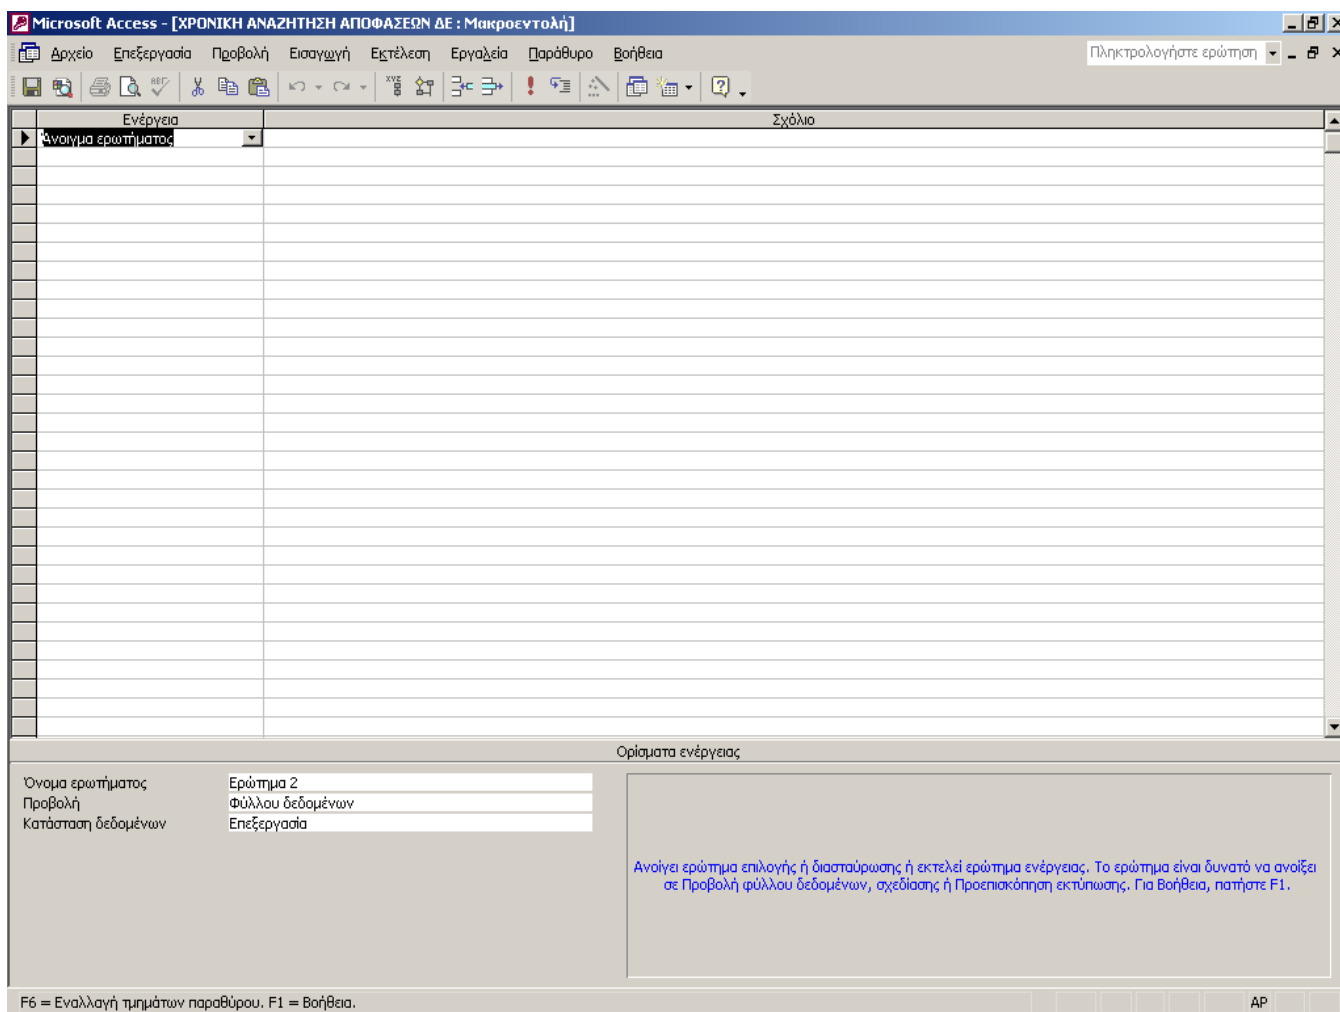 Microsoft Access - [ΧΡΟΝΙΚΗ ΑΝΑΖΗΤΗΣΗ ΑΠΟΦΑΣΕΩΝ ΔΕ : Μακροεντολή]
Αρχείο Επεξεργασία Προβολή Εισαγωγή Εκτέλεση Εργαλεία Παράθυρο Βοήθεια Πληκτρολογήστε ερώτηση
Ενέργεια Σχόλιο
Άνοιγμα ερωτήματος
Ορίσματα ενέργειας
Όνομα ερωτήματος Ερώτημα 2
Προβολή Φύλλου δεδομένων
Κατάσταση δεδομένων Επεξεργασία
Ανοίγει ερώτημα επιλογής ή διασταύρωσης ή εκτελεί ερώτημα ενέργειας. Το ερώτημα είναι δυνατό να ανοίξει
σε Προβολή φύλλου δεδομένων, σχεδίασης ή Προεπισκόπηση εκτύπωσης. Για Βοήθεια, πατήστε F1.
F6 = Εναλλαγή τμημάτων παραθύρου. F1 = Βοήθεια. ΑΡ